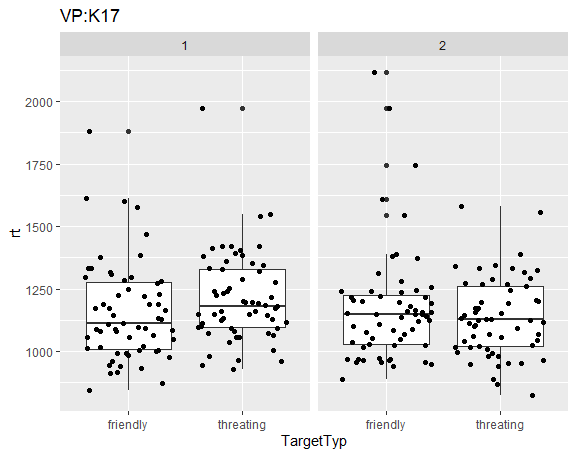 VP:K17
1 2
rt
2000
1750
1500
1250
1000
friendly threating friendly threating
TargetTyp